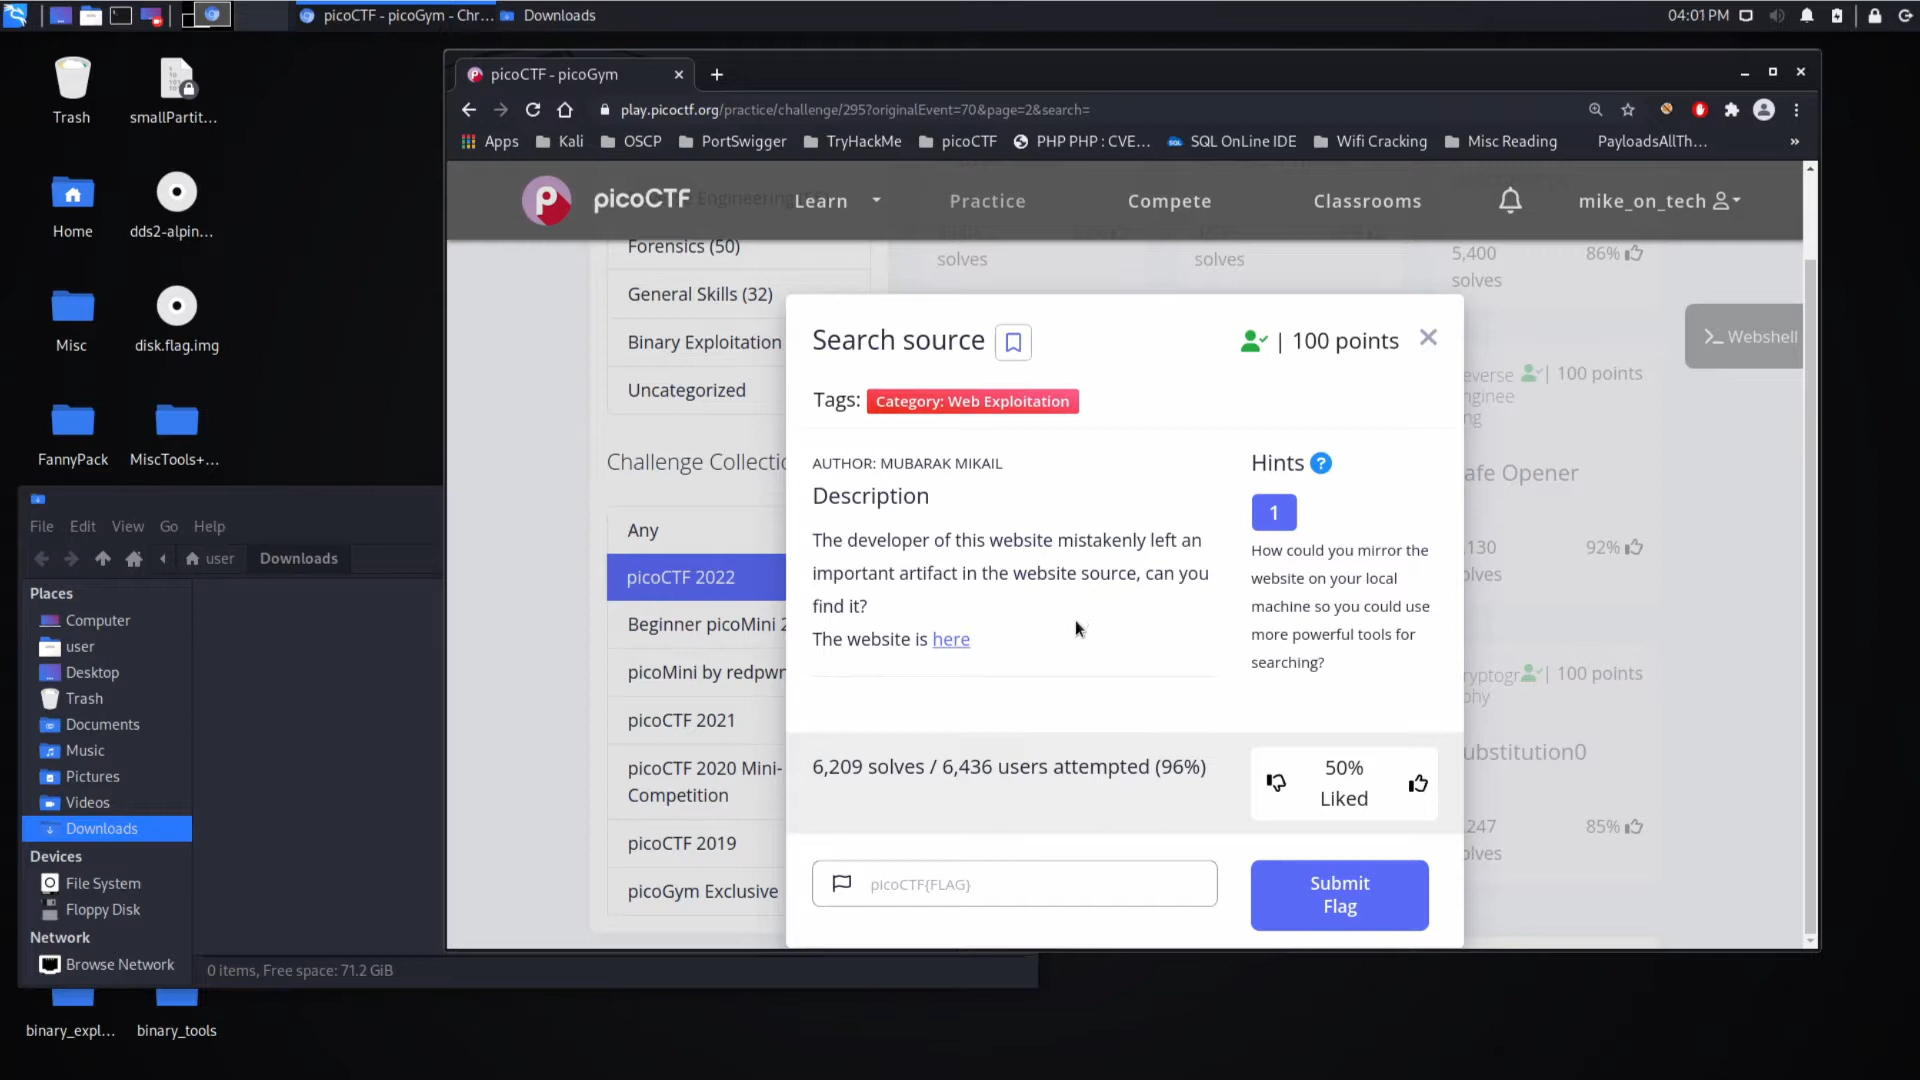 picoCTF - picoGym - Chr...
Downloads
04:01 PM
Trash
smallPartit...
Home
dds2-alpin...
Misc
disk.flag.img
FannyPack
MiscTools+...
binary_expl...
binary_tools
File Edit View Go Help
user
Downloads
Places
Computer
user
Desktop
Trash
Documents
Music
Pictures
Videos
Downloads
Devices
File System
Floppy Disk
Network
Browse Network
0 items, Free space: 71.2 GiB
picoCTF - picoGym
play.picoctf.org/practice/challenge/295?originalEvent=70&page=2&search=
Apps
Kali
OSCP
PortSwigger
TryHackMe
picoCTF
PHP PHP : CVE...
SQL OnLine IDE
Wifi Cracking
Misc Reading
PayloadsAllTh...
»
picoCTF
Engineering
Learn
Practice
Compete
Classrooms
mike_on_tech
Forensics (50)
General Skills (32)
Binary Exploitation
Uncategorized
Challenge Collectio
Any
picoCTF 2022
Beginner picoMini 2
picoMini by redpwn
picoCTF 2021
picoCTF 2020 Mini-
Competition
picoCTF 2019
picoGym Exclusive
solves
solves
5,400
solves
86%
Webshell
Search source
| 100 points
Tags: Category: Web Exploitation
AUTHOR: MUBARAK MIKAIL
Description
The developer of this website mistakenly left an
important artifact in the website source, can you
find it?
The website is here
Hints ?
1
How could you mirror the
website on your local
machine so you could use
more powerful tools for
searching?
6,209 solves / 6,436 users attempted (96%)
50%
Liked
picoCTF{FLAG}
Submit
Flag
everse
nginee
ng
| 100 points
afe Opener
130
olves
92%
ryptogr
phy
| 100 points
ubstitution0
247
olves
85%